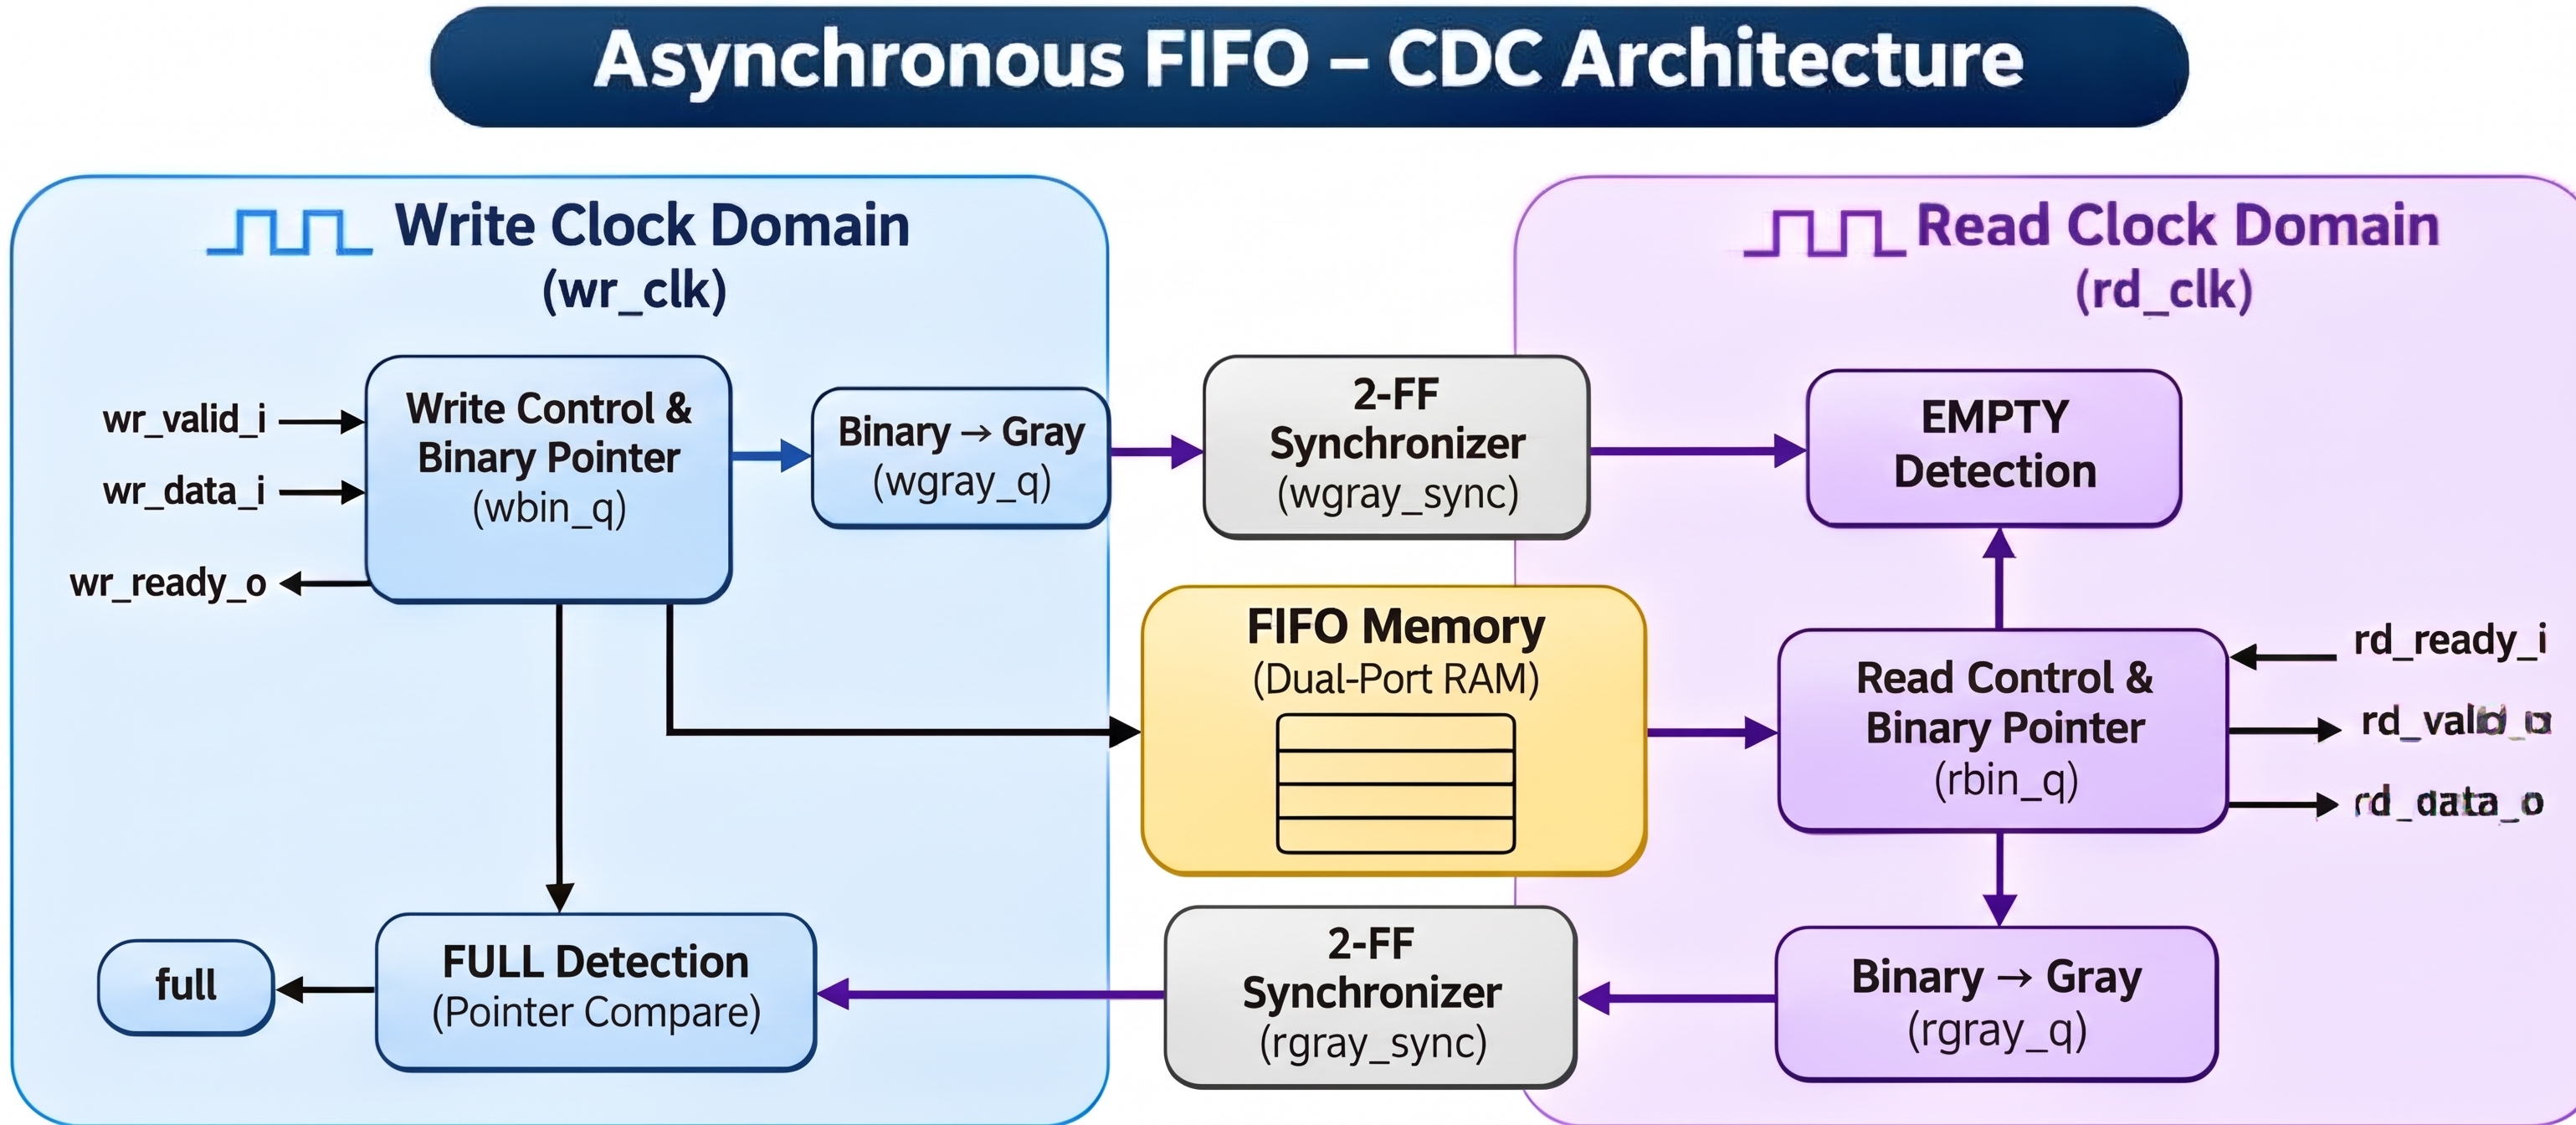 Asynchronous FIFO – CDC Architecture
Write Clock Domain
(wr_clk)
Read Clock Domain
(rd_clk)
wr_valid_i
wr_data_i
wr_ready_o
Write Control &
Binary Pointer
(wbin_q)
Binary → Gray
(wgray_q)
2-FF
Synchronizer
(wgray_sync)
EMPTY
Detection
FIFO Memory
(Dual-Port RAM)
Read Control &
Binary Pointer
(rbin_q)
rd_ready_i
rd_data_o
full
FULL Detection
(Pointer Compare)
2-FF
Synchronizer
(rgray_sync)
Binary → Gray
(rgray_q)